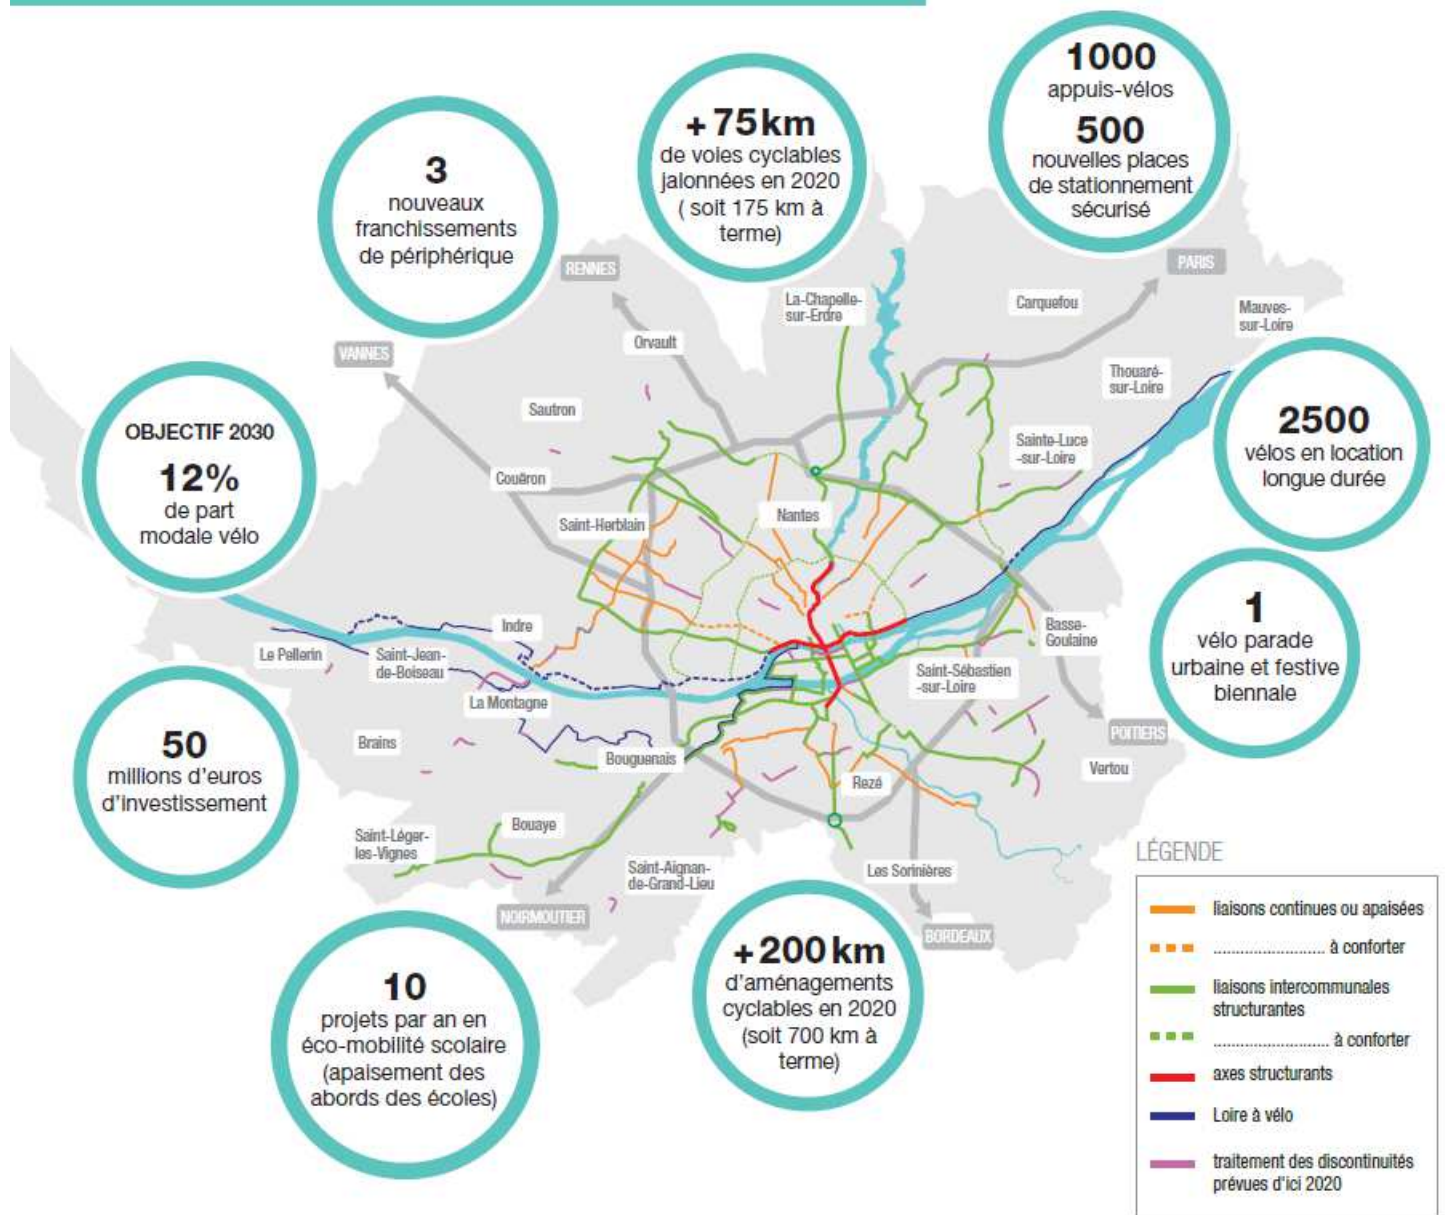 1000
appuis-vélos
500
nouvelles places
de stationnement
sécurisé
+ 75 km
de voies cyclables
jalonnées en 2020
( soit 175 km à
terme)
3
nouveaux
franchissements
de périphérique
RENNES
PARIS
La-Chapelle-
sur-Erdre
Carquefou
Mauves-
sur-Loire
Orvault
VANNES
Thouaré-
sur-Loire
OBJECTIF 2030
12%
de part
modale vélo
Sautron
2500
vélos en location
longue durée
Sainte-Luce
-sur-Loire
Couëron
Saint-Herblain
Nantes
1
vélo parade
urbaine et festive
biennale
Indre
Basse-
Goulaine
Le Pellerin
Saint-Jean-
de-Boiseau
Saint-Sébastien
-sur-Loire
La Montagne
50
millions d'euros
d'investissement
Brains
POITIERS
Bouguenais
Vertou
Rezé
Bouaye
Saint-Léger-
les-Vignes
Saint-Aignan-
de-Grand-Lieu
Les Sorinières
NOIRMOUTIER
BORDEAUX
10
projets par an en
éco-mobilité scolaire
(apaisement des
abords des écoles)
+ 200 km
d'aménagements
cyclables en 2020
(soit 700 km à
terme)
LÉGENDE
liaisons continues ou apaisées
.......................... à conforter
liaisons intercommunales
structurantes
........................... à conforter
axes structurants
Loire à vélo
traitement des discontinuités
prévues d'ici 2020